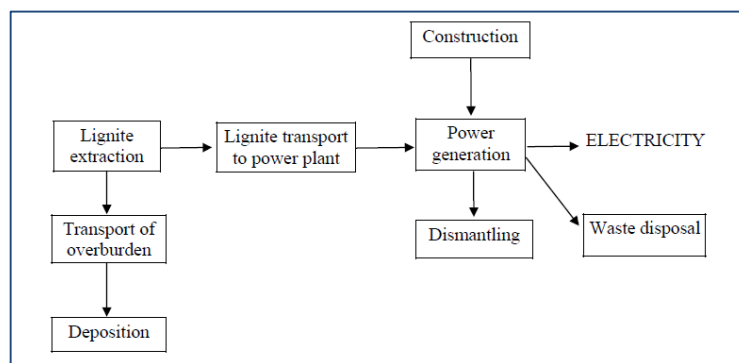 Construction
Lignite
extraction
Lignite transport
to power plant
Power
generation
ELECTRICITY
Transport of
overburden
Dismantling
Waste disposal
Deposition